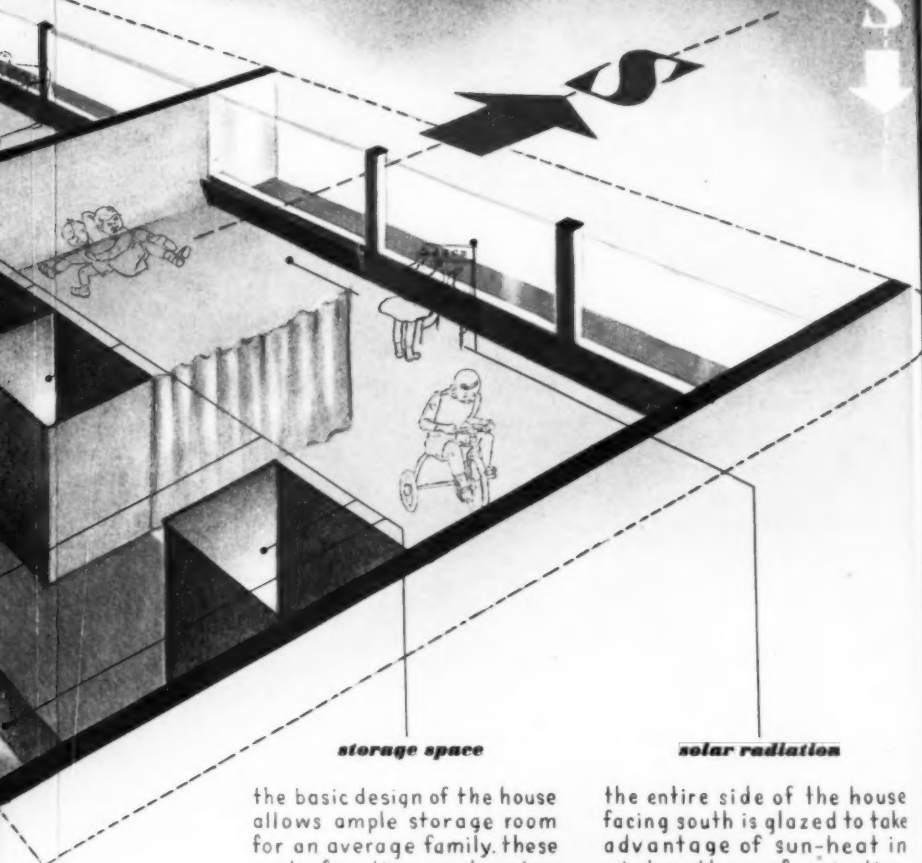 S
S
storage space
the basic design of the house
allows ample storage room
for an average family. these
solar radiation
the entire side of the house
facing south is glazed to take
advantage of sun-heat in